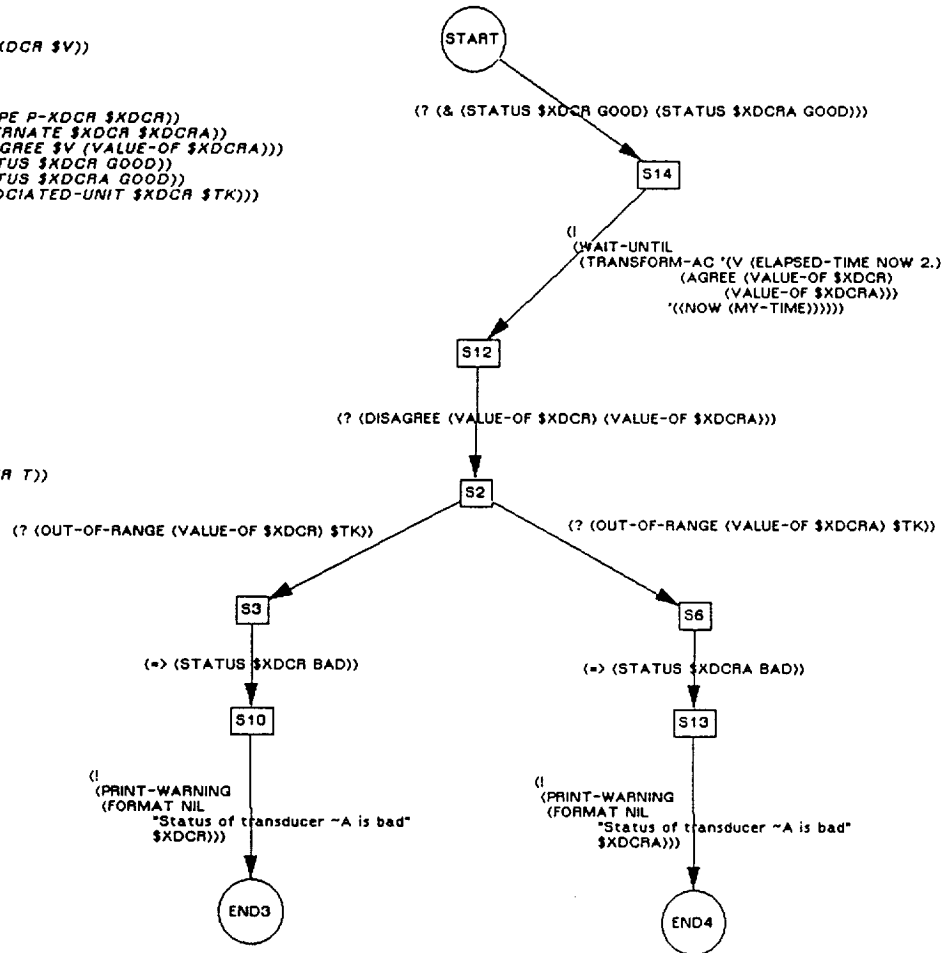 START
(DCR $V))
(? (& (STATUS $XDCR GOOD) (STATUS $XDCRA GOOD)))
PE P-XDCR $XDCR))
ERNATE $XDCR $XDCRA))
AGREE $V (VALUE-OF $XDCRA)))
TUS $XDCR GOOD))
TUS $XDCRA GOOD))
OCIATED-UNIT $XDCR $TK)))
S14
(!
(WAIT-UNTIL
(TRANSFORM-AC '(V (ELAPSED-TIME NOW 2.)
(AGREE (VALUE-OF $XDCR)
(VALUE-OF $XDCRA)))
'((NOW (MY-TIME))))))
S12
(? (DISAGREE (VALUE-OF $XDCR) (VALUE-OF $XDCRA)))
R T))
S2
(? (OUT-OF-RANGE (VALUE-OF $XDCR) $TK))
(? (OUT-OF-RANGE (VALUE-OF $XDCRA) $TK))
S3
S6
(=> (STATUS $XDCR BAD))
(=> (STATUS $XDCRA BAD))
S10
S13
(!
(PRINT-WARNING
(FORMAT NIL
"Status of transducer ~A is bad"
$XDCR)))
(!
(PRINT-WARNING
(FORMAT NIL
"Status of transducer ~A is bad"
$XDCRA)))
END3
END4